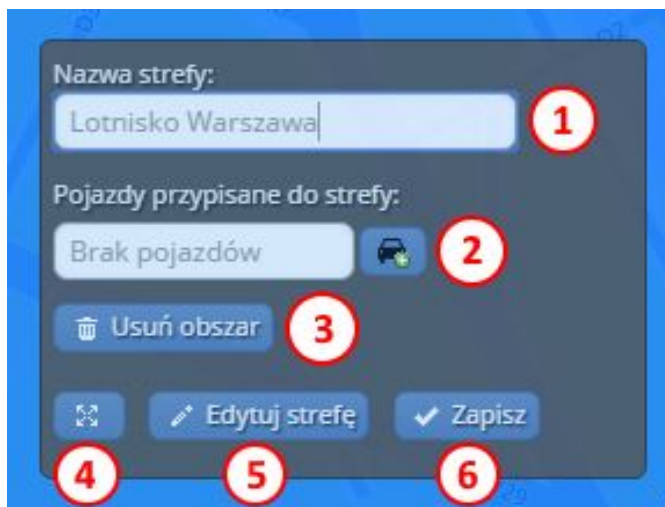 Nazwa strefy:
Lotnisko Warszawa
1
Pojazdy przypisane do strefy:
Brak pojazdów
2
Usuń obszar
3
Edytuj strefę
Zapisz
4
5
6